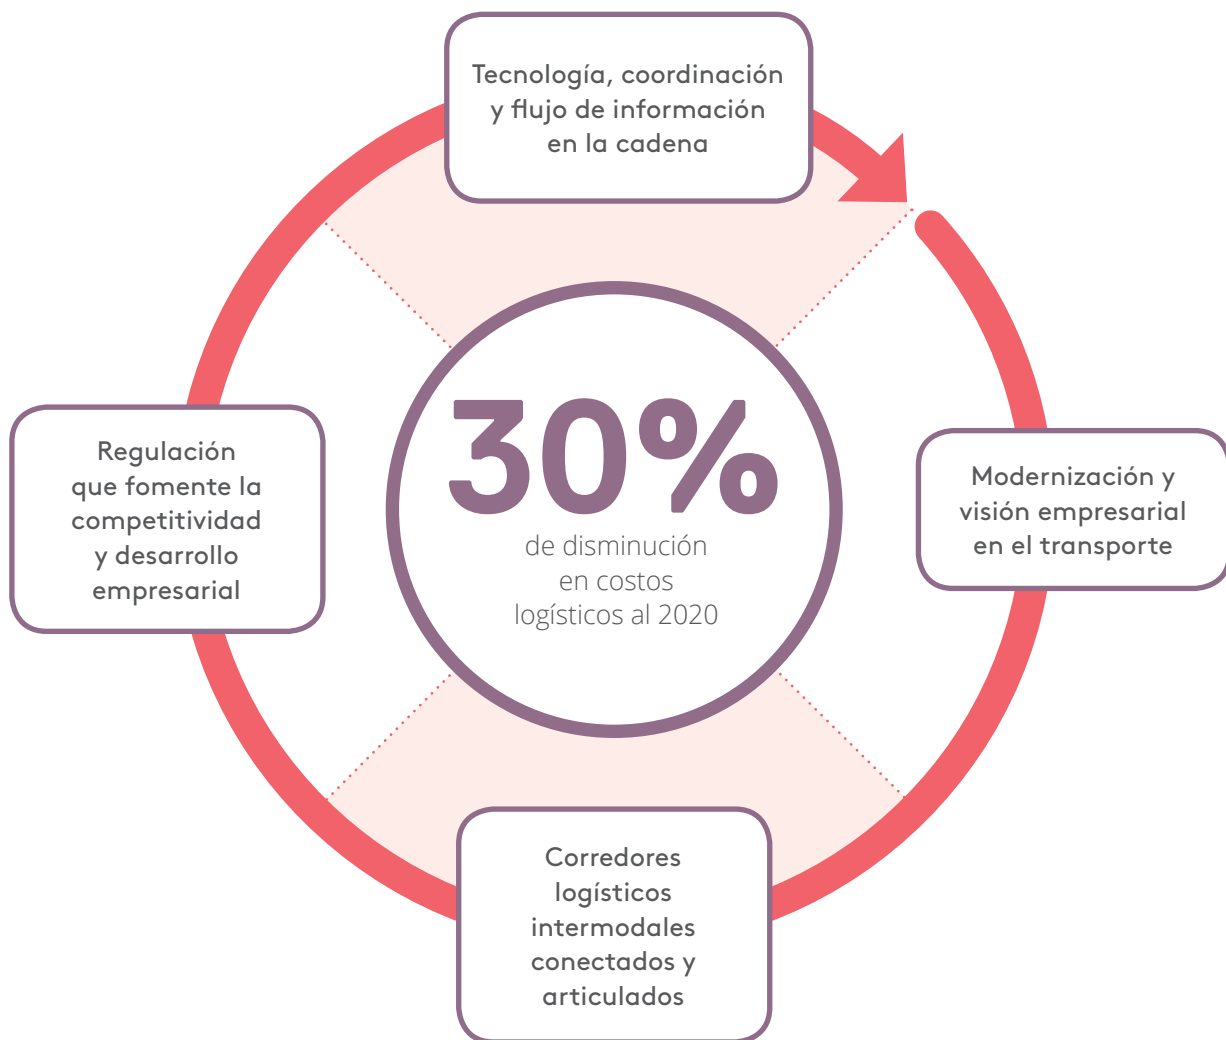 Tecnología, coordinación
y flujo de información
en la cadena
Regulación
que fomente la
competitividad
y desarrollo
empresarial
30%
de disminución
en costos
logísticos al 2020
Modernización y
visión empresarial
en el transporte
Corredores
logísticos
intermodales
conectados y
articulados